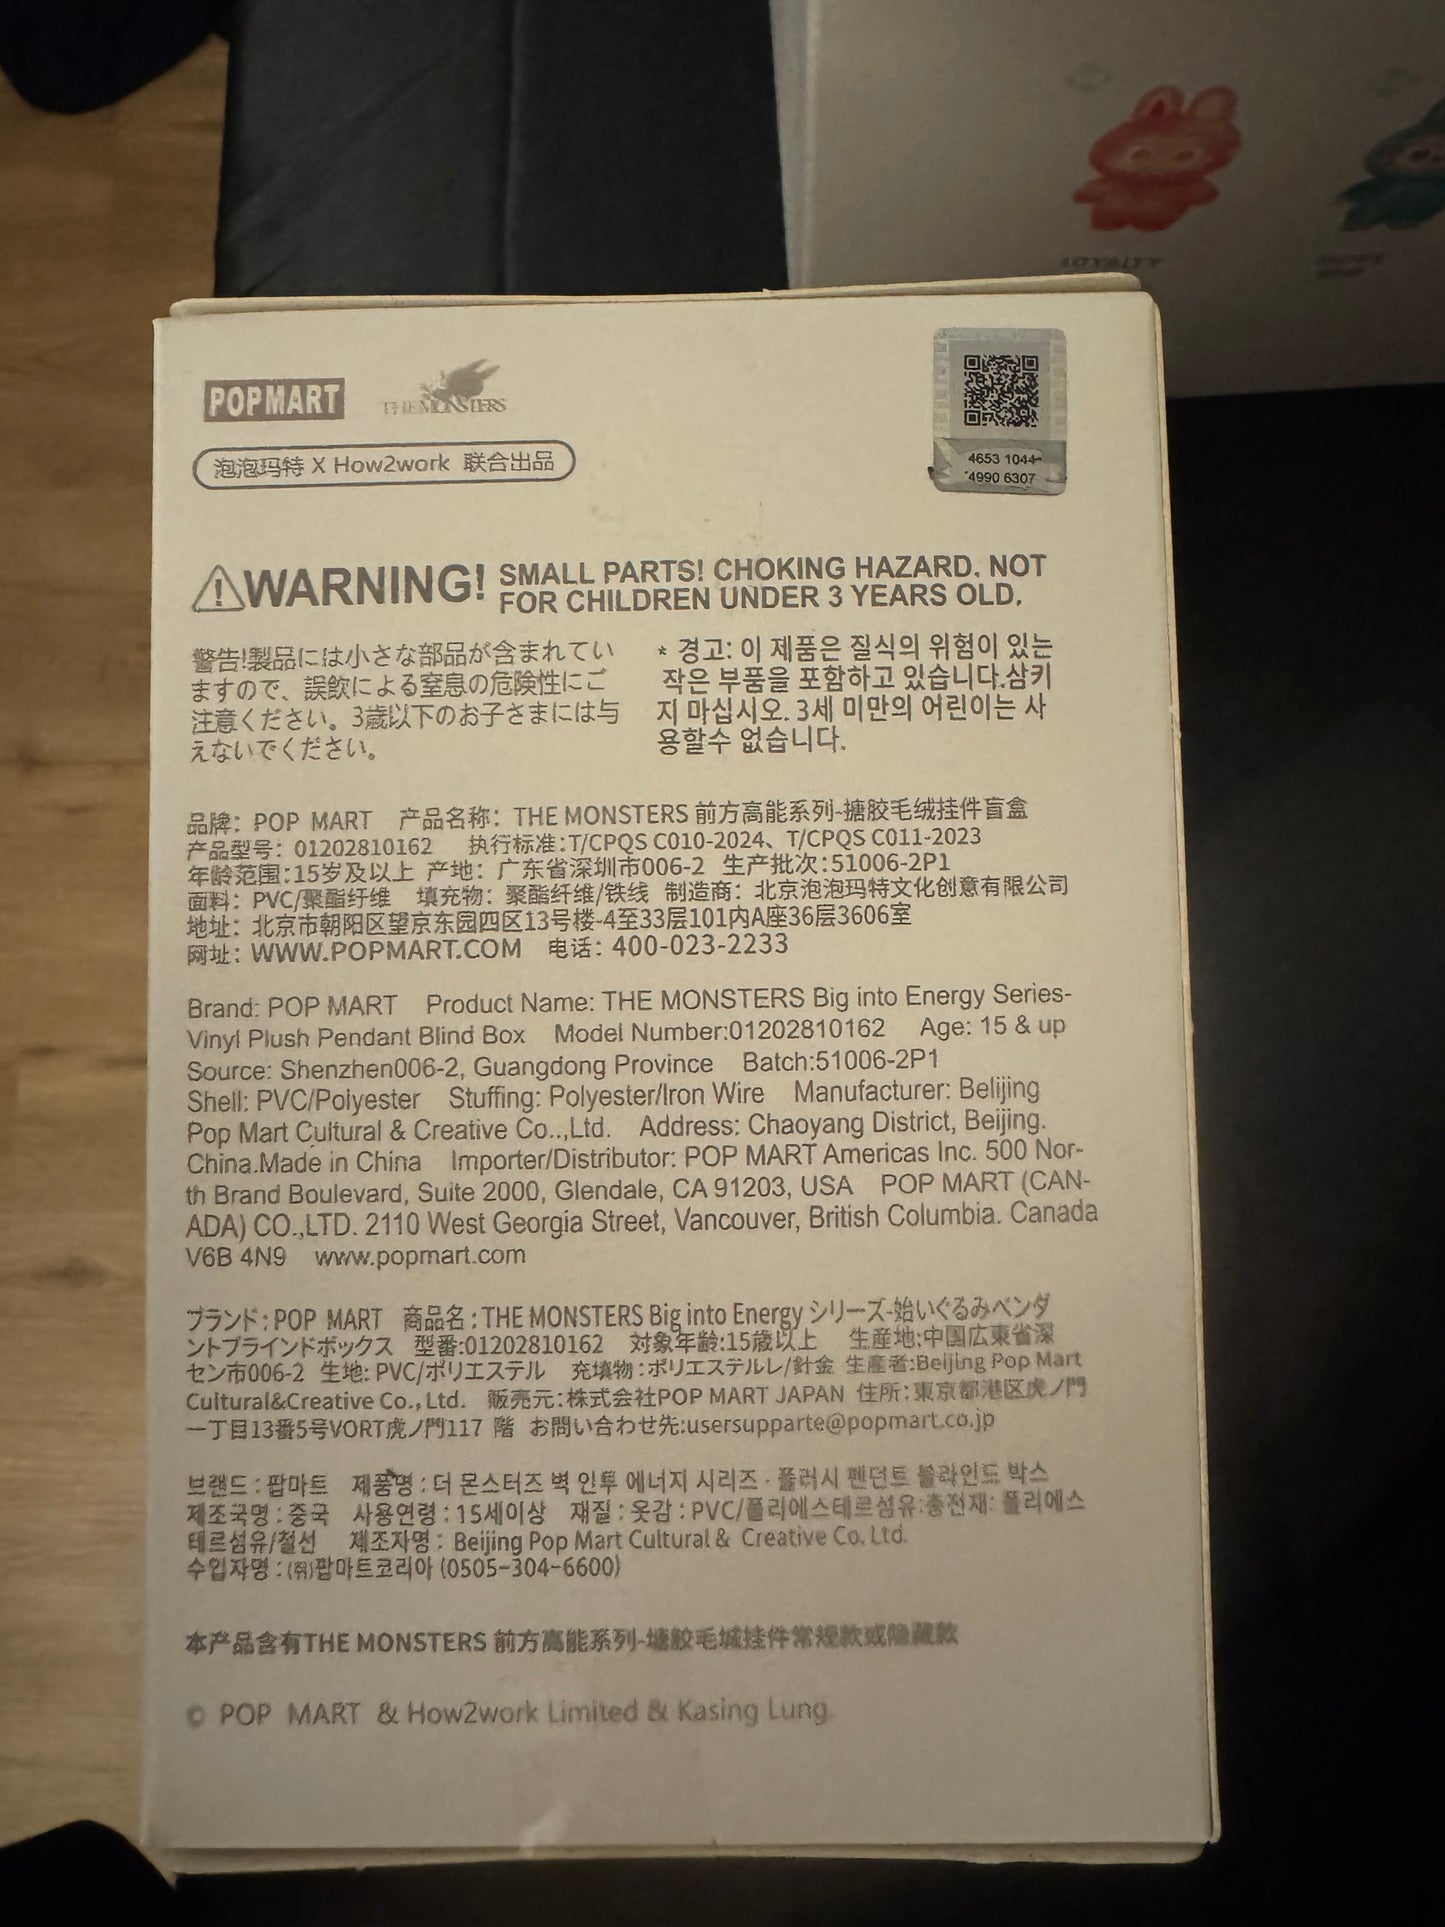 POP MART
THE MONSTERS
泡泡玛特 X How2work 联合出品
4653 1044
4990 6307
WARNING! SMALL PARTS! CHOKING HAZARD. NOT
FOR CHILDREN UNDER 3 YEARS OLD.
警告!製品には小さな部品が含まれてい
ますので、誤飲による窒息の危険性にご
注意ください。3歳以下のお子さまには与
えないでください。
* 경고: 이 제품은 질식의 위험이 있는
작은 부품을 포함하고 있습니다.삼키
지 마십시오. 3세 미만의 어린이는 사
용할수 없습니다.
品牌：POP MART 产品名称：THE MONSTERS 前方高能系列-搪胶毛绒挂件盲盒
产品型号：01202810162 执行标准:T/CPQS C010-2024、T/CPQS C011-2023
年龄范围:15岁及以上 产地：广东省深圳市006-2 生产批次:51006-2P1
面料：PVC/聚酯纤维 填充物：聚酯纤维/铁线 制造商：北京泡泡玛特文化创意有限公司
地址：北京市朝阳区望京东园四区13号楼-4至33层101内A座36层3606室
网址：WWW.POPMART.COM 电话：400-023-2233
Brand: POP MART Product Name: THE MONSTERS Big into Energy Series-
Vinyl Plush Pendant Blind Box Model Number:01202810162 Age: 15 & up
Source: Shenzhen006-2, Guangdong Province Batch:51006-2P1
Shell: PVC/Polyester Stuffing: Polyester/Iron Wire Manufacturer: Belijing
Pop Mart Cultural & Creative Co..,Ltd. Address: Chaoyang District, Beijing.
China.Made in China Importer/Distributor: POP MART Americas Inc. 500 Nor-
th Brand Boulevard, Suite 2000, Glendale, CA 91203, USA POP MART (CAN-
ADA) CO.,LTD. 2110 West Georgia Street, Vancouver, British Columbia. Canada
V6B 4N9 www.popmart.com
ブランド：POP MART 商品名：THE MONSTERS Big into Energy シリーズ-始いぐるみペンダ
ントブラインドボックス 型番:01202810162 対象年齢:15歳以上 生産地:中国広東省深
セン市006-2 生地: PVC/ポリエステル 充填物：ポリエステルレ/針金 生産者:Beijing Pop Mart
Cultural&Creative Co., Ltd. 販売元：株式会社POP MART JAPAN 住所：東京都港区虎ノ門
一丁目13番5号VORT虎ノ門117 階 お問い合わせ先:usersupparte@popmart.co.jp
브랜드 : 팝마트 제품명 : 더 몬스터즈 벽 인투 에너지 시리즈 · 플러시 펜던트 블라인드 박스
제조국명 : 중국 사용연령 : 15세이상 재질 : 옷감 : PVC/폴리에스테르섬유:충전재: 폴리에스
테르섬유/철선 제조자명 : Beijing Pop Mart Cultural & Creative Co. Ltd.
수입자명 : ㈜팝마트코리아 (0505-304-6600)
本产品含有THE MONSTERS 前方高能系列-搪胶毛绒挂件常规款或隐藏款
© POP MART & How2work Limited & Kasing Lung